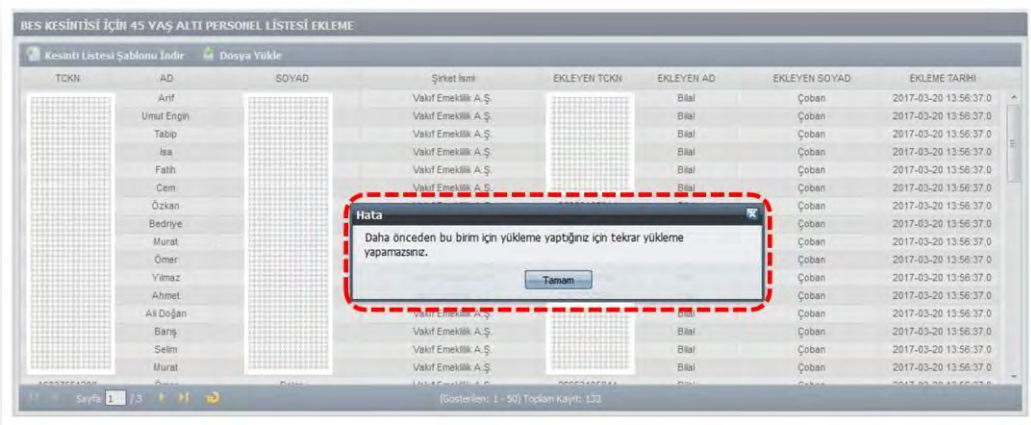 BES KESİNTİSİ İÇİN 45 YAŞ ALTI PERSONEL LİSTESİ EKLEME
Kesinti Listesi Şablonu İndir Dosya Yükle
TCKN AD SOYAD Şirket İsmi EKLEYEN TCKN EKLEYEN AD EKLEYEN SOYAD EKLEME TARİHİ
Arif Vakıf Emeklilik A.Ş. Bilal Çoban 2017-03-20 13:56:37.0
Umut Engin Vakıf Emeklilik A.Ş. Bilal Çoban 2017-03-20 13:56:37.0
Tabip Vakıf Emeklilik A.Ş. Bilal Çoban 2017-03-20 13:56:37.0
İsa Vakıf Emeklilik A.Ş. Bilal Çoban 2017-03-20 13:56:37.0
Fatih Vakıf Emeklilik A.Ş. Bilal Çoban 2017-03-20 13:56:37.0
Cem Vakıf Emeklilik A.Ş. Bilal Çoban 2017-03-20 13:56:37.0
Özkan Çoban 2017-03-20 13:56:37.0
Bedriye Çoban 2017-03-20 13:56:37.0
Murat Çoban 2017-03-20 13:56:37.0
Ömer Çoban 2017-03-20 13:56:37.0
Yılmaz Çoban 2017-03-20 13:56:37.0
Ahmet Çoban 2017-03-20 13:56:37.0
Hata
Daha önceden bu birim için yükleme yaptığınız için tekrar yükleme
yapamazsınız.
Tamam
Ali Doğan Vakıf Emeklilik A.Ş. Bilal Çoban 2017-03-20 13:56:37.0
Barış Vakıf Emeklilik A.Ş. Bilal Çoban 2017-03-20 13:56:37.0
Selim Vakıf Emeklilik A.Ş. Bilal Çoban 2017-03-20 13:56:37.0
Murat Vakıf Emeklilik A.Ş. Bilal Çoban 2017-03-20 13:56:37.0
Sayfa 1 / 3 (Gösterilen: 1 - 50) Toplam Kayıt: 133